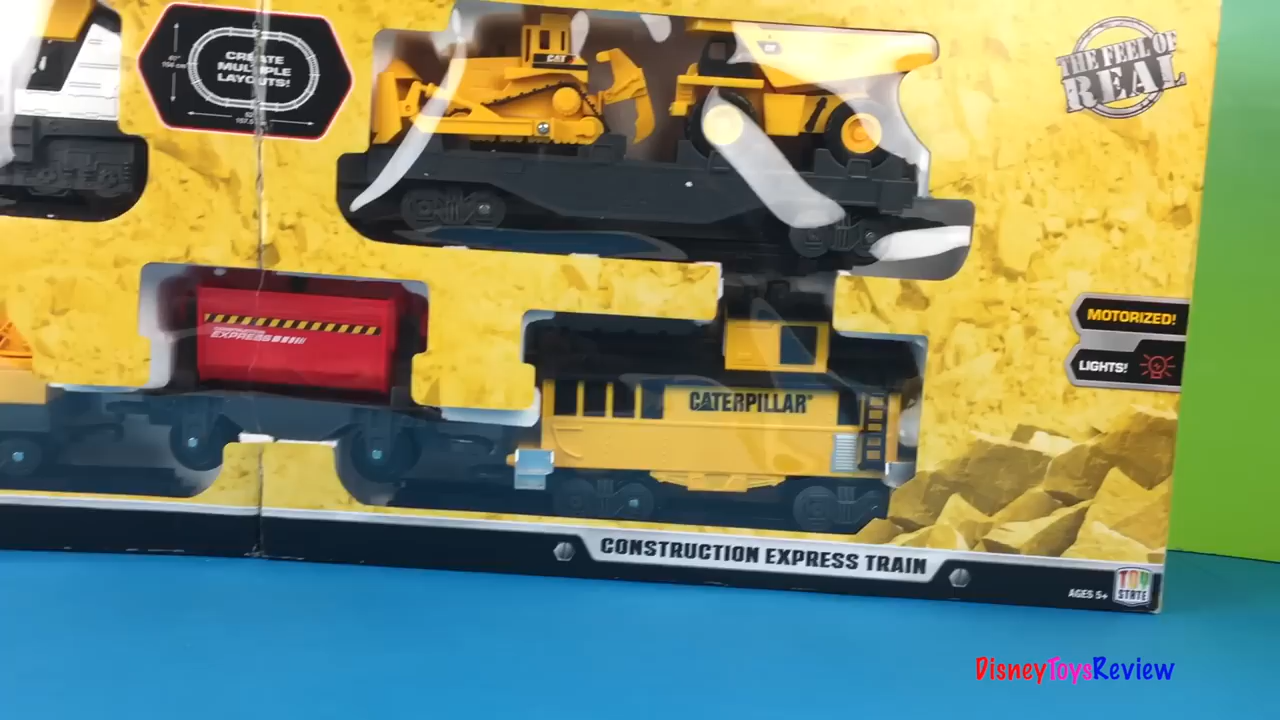 CREATE
MULTIPLE
LAYOUTS!
CAT
THE FEEL OF
REAL
MOTORIZED!
LIGHTS!
EXPRESS
CATERPILLAR
CONSTRUCTION EXPRESS TRAIN
AGES 5+
TOY
STATE
DisneyToysReview